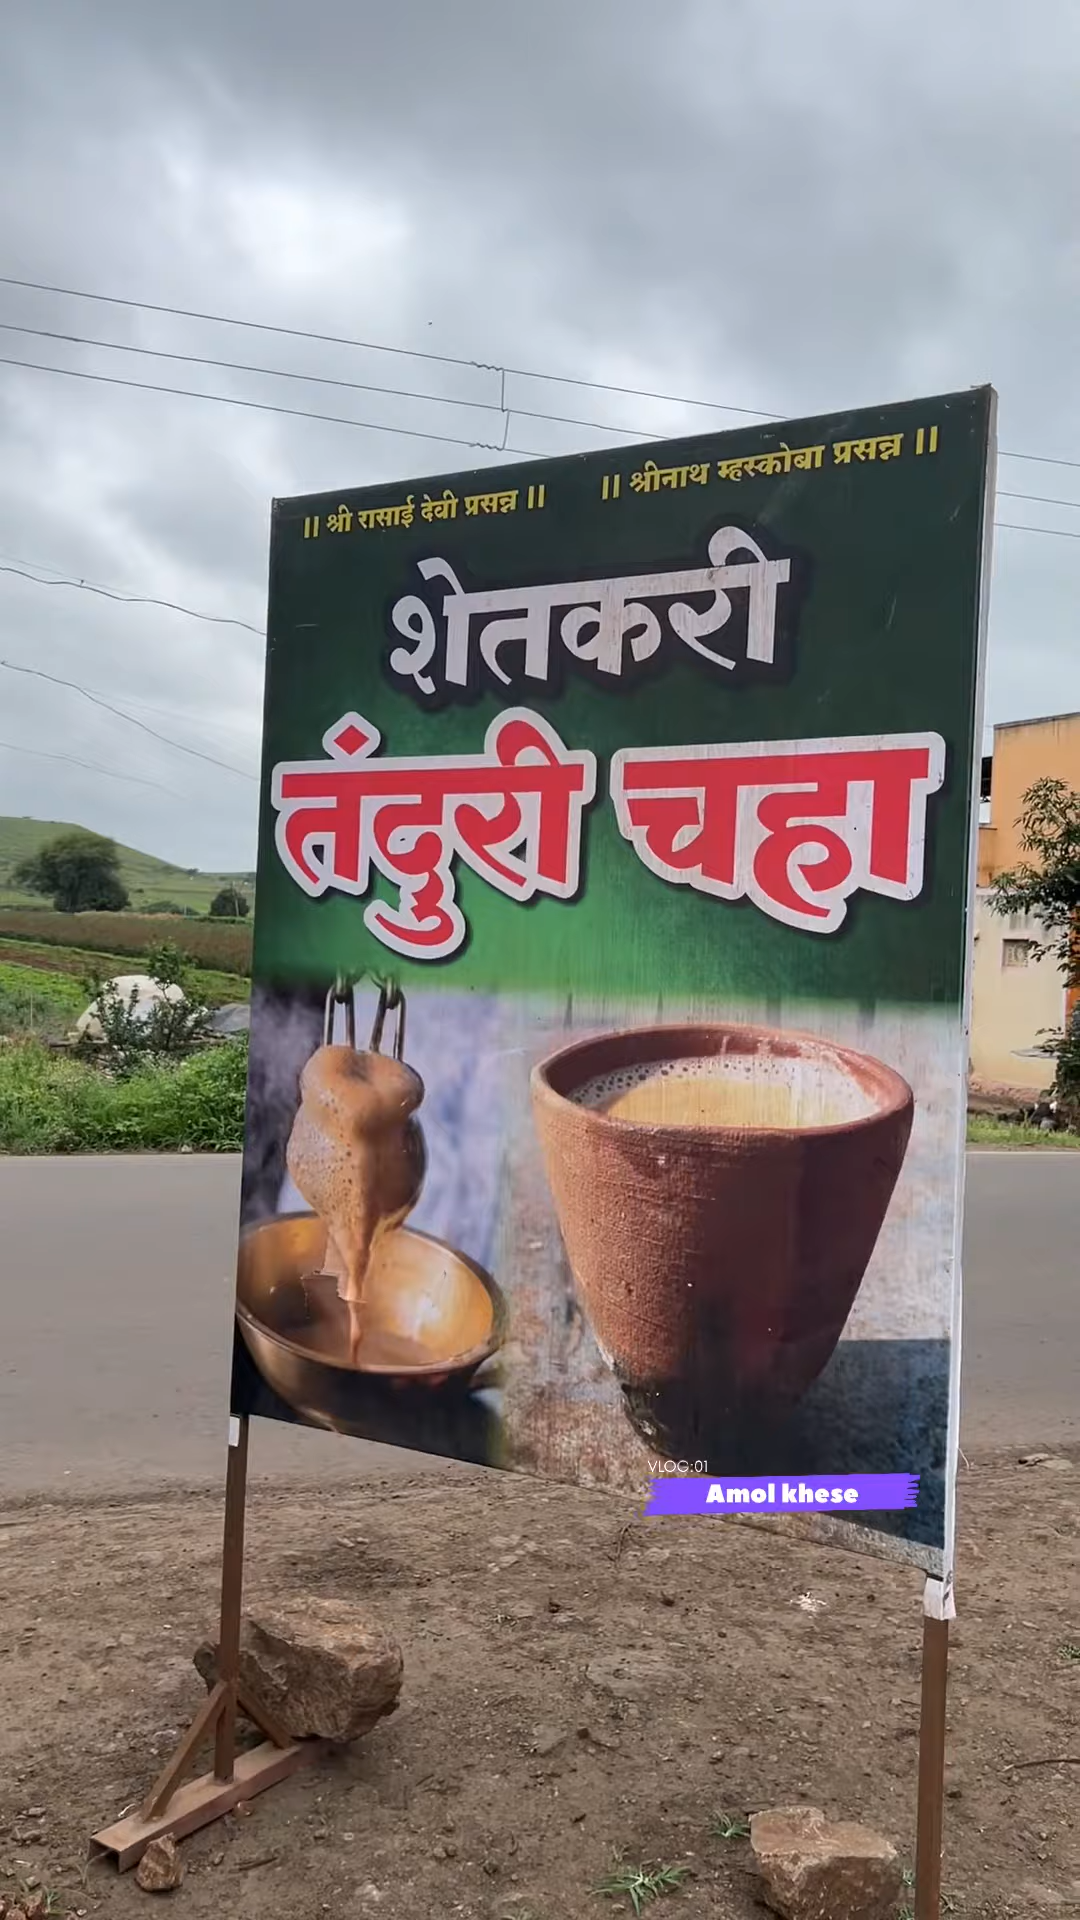 || श्री रासाई देवी प्रसन्न || || श्रीनाथ म्हस्कोबा प्रसन्न ||
शेतकरी
तंदुरी चहा
VLOG:01
Amol khese